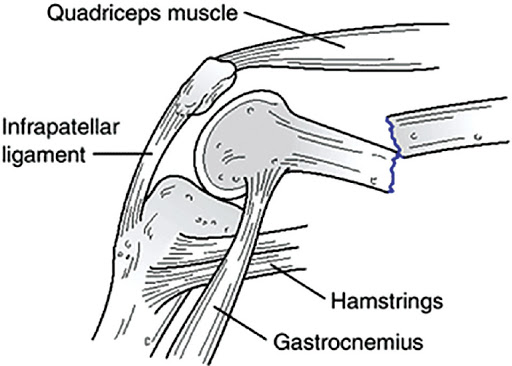 Quadriceps muscle
Infrapatellar
ligament
Hamstrings
Gastrocnemius